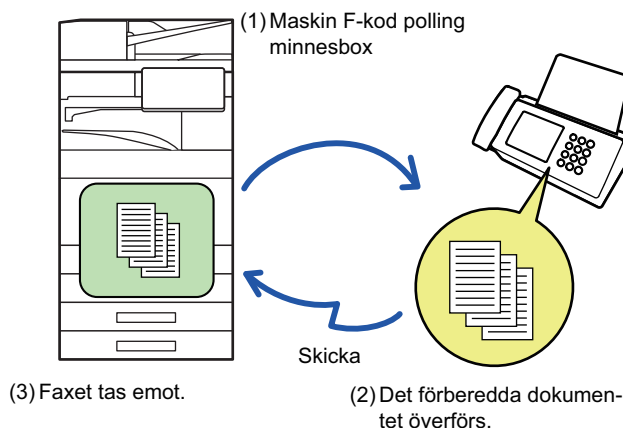 (1) Maskin F-kod polling
minnesbox
Skicka
(3) Faxet tas emot.
(2) Det förberedda dokumen-
tet överförs.